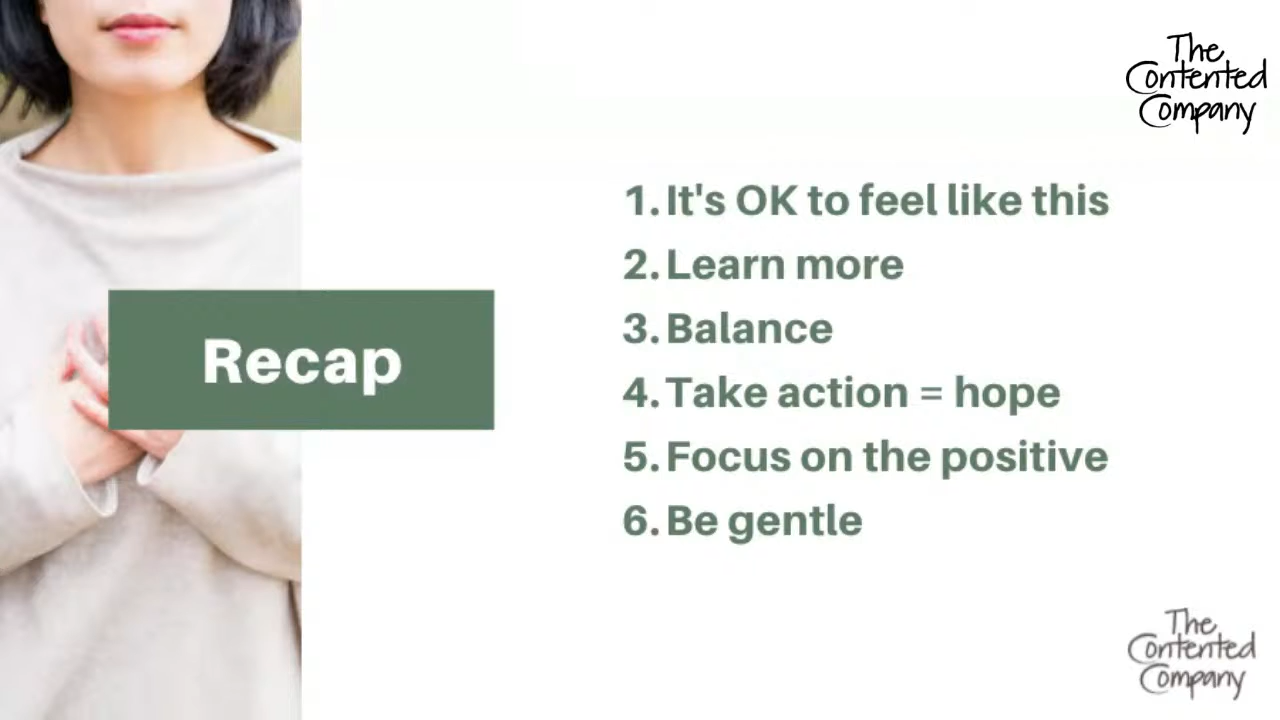 The
Contented
Company
Recap
1. It's OK to feel like this
2. Learn more
3. Balance
4. Take action = hope
5. Focus on the positive
6. Be gentle
The
Contented
Company